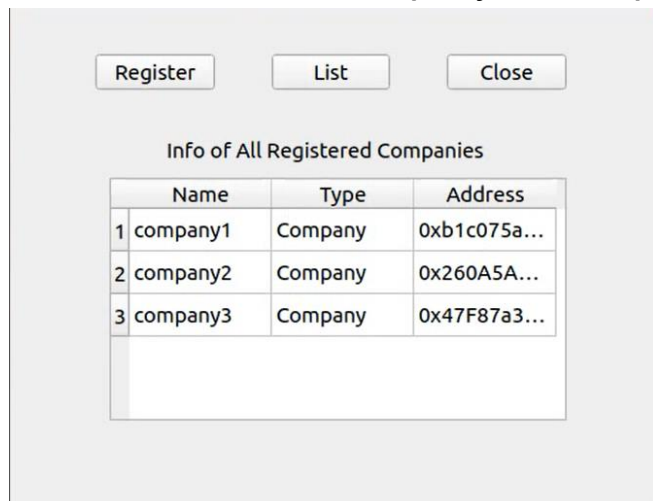 Register List Close
Info of All Registered Companies
Name Type Address
1 company1 Company 0xb1c075a...
2 company2 Company 0x260A5A...
3 company3 Company 0x47F87a3...